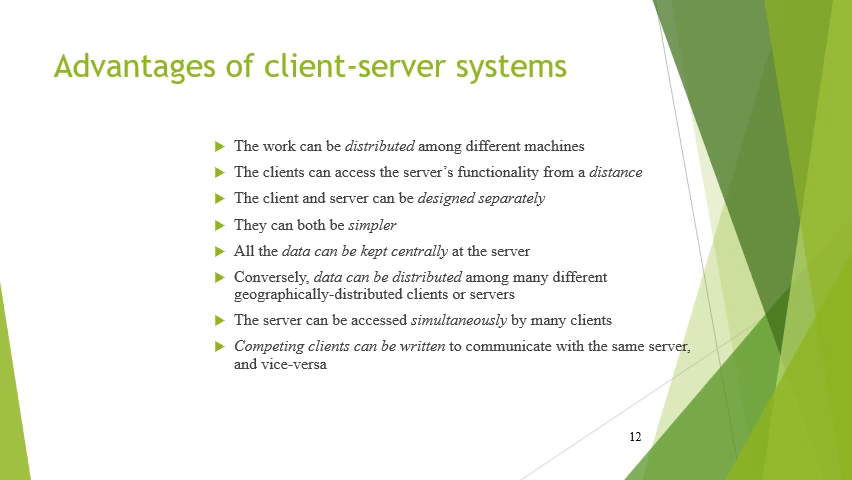 Advantages of client-server systems
The work can be distributed among different machines
The clients can access the server’s functionality from a distance
The client and server can be designed separately
They can both be simpler
All the data can be kept centrally at the server
Conversely, data can be distributed among many different
geographically-distributed clients or servers
The server can be accessed simultaneously by many clients
Competing clients can be written to communicate with the same server,
and vice-versa
12